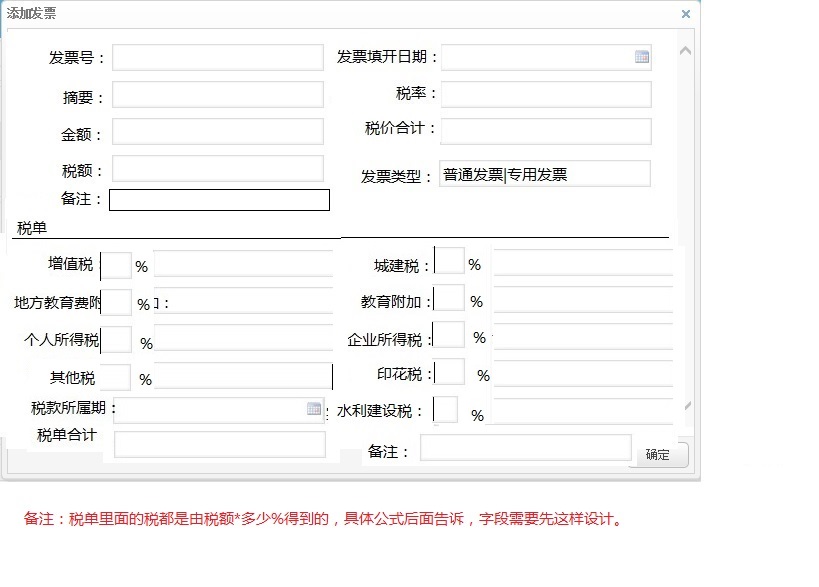 添加发票
发票号： 发票填开日期：
摘要： 税率：
金额： 税价合计：
税额： 发票类型： 普通发票|专用发票
备注：
税单
增值税 % 城建税： %
地方教育费附 % ： 教育附加： %
个人所得税 % 企业所得税： %
其他税 % 印花税： %
税款所属期： 水利建设税： %
税单合计 备注： 确定
备注：税单里面的税都是由税额*多少%得到的，具体公式后面告诉，字段需要先这样设计。